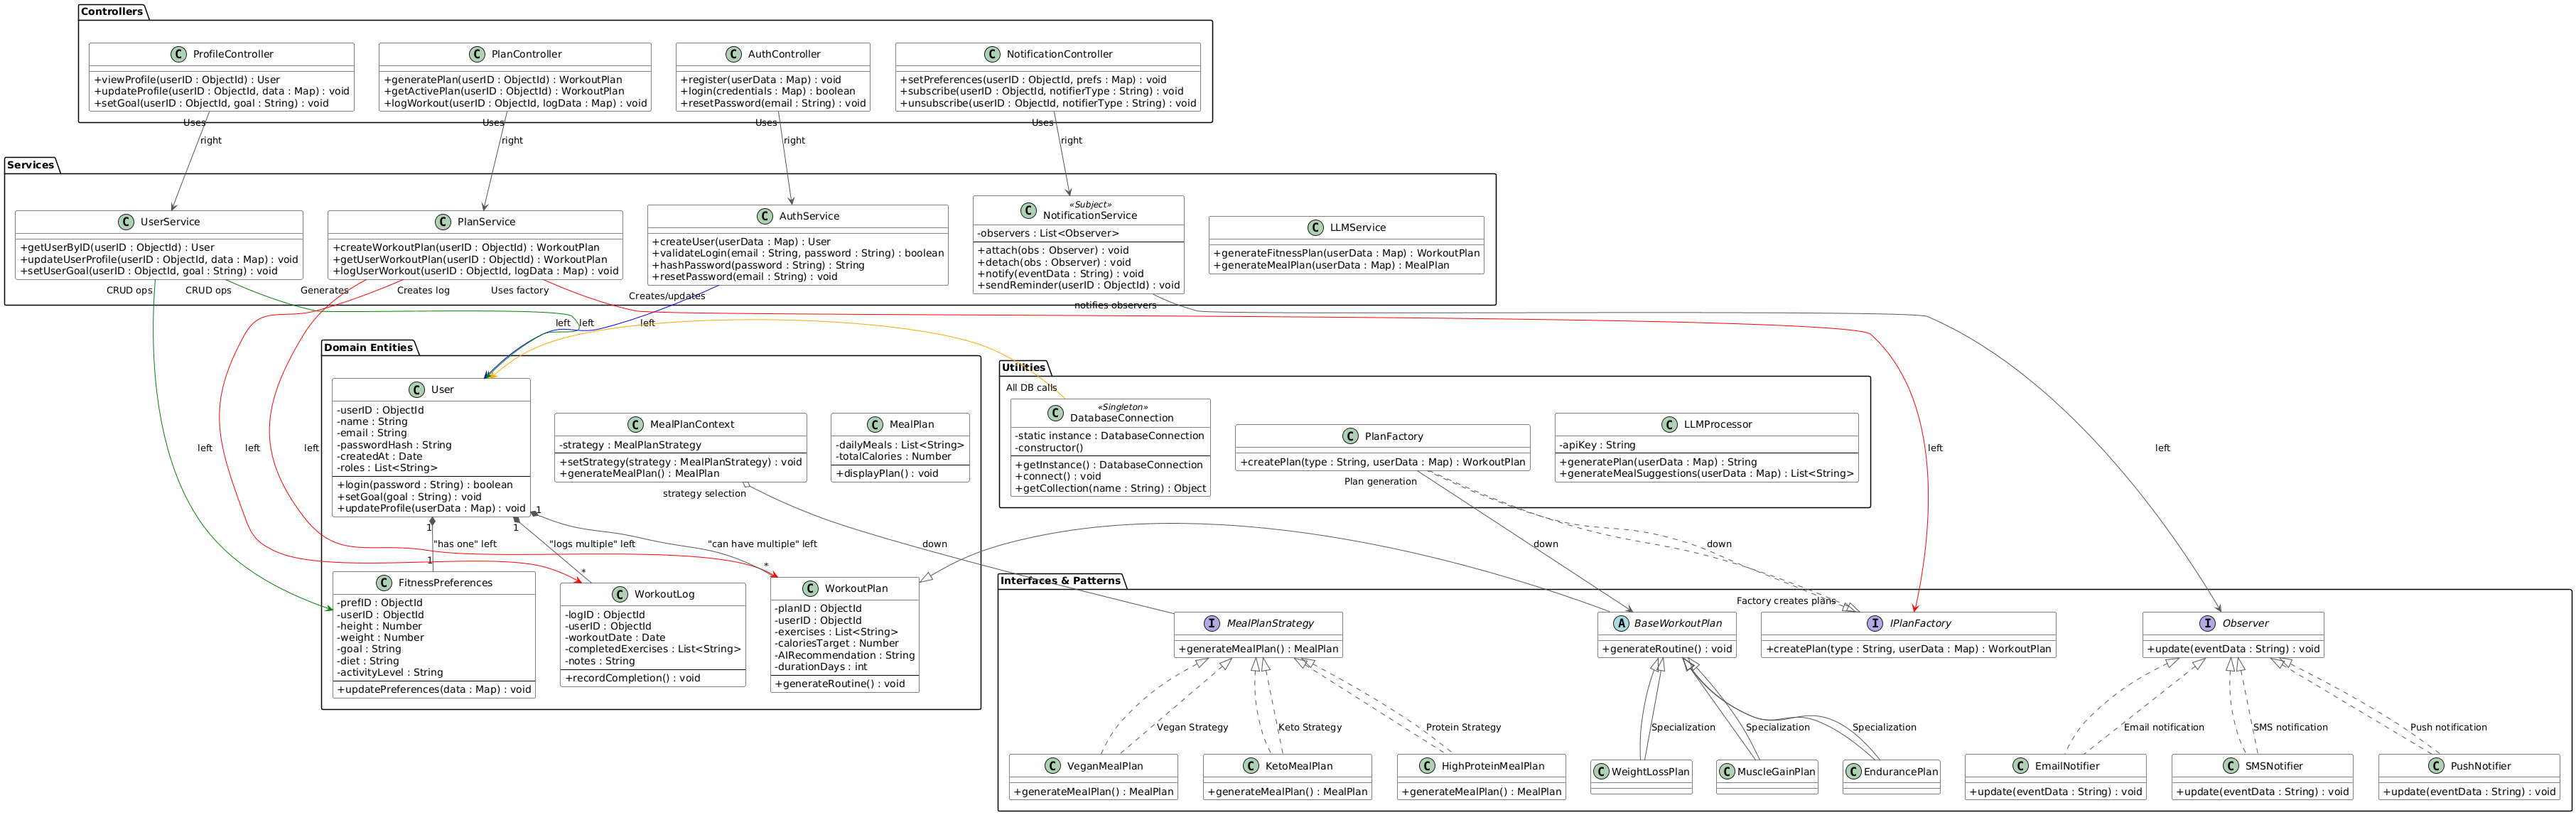 Controllers
C ProfileController
+viewProfile(userID : ObjectId) : User
+updateProfile(userID : ObjectId, data : Map) : void
+setGoal(userID : ObjectId, goal : String) : void
C PlanController
+generatePlan(userID : ObjectId) : WorkoutPlan
+getActivePlan(userID : ObjectId) : WorkoutPlan
+logWorkout(userID : ObjectId, logData : Map) : void
C AuthController
+register(userData : Map) : void
+login(credentials : Map) : boolean
+resetPassword(email : String) : void
C NotificationController
+setPreferences(userID : ObjectId, prefs : Map) : void
+subscribe(userID : ObjectId, notifierType : String) : void
+unsubscribe(userID : ObjectId, notifierType : String) : void
Uses
right
Uses
right
Uses
right
Uses
right
Services
C UserService
+getUserByID(userID : ObjectId) : User
+updateUserProfile(userID : ObjectId, data : Map) : void
+setUserGoal(userID : ObjectId, goal : String) : void
C PlanService
+createWorkoutPlan(userID : ObjectId) : WorkoutPlan
+getUserWorkoutPlan(userID : ObjectId) : WorkoutPlan
+logUserWorkout(userID : ObjectId, logData : Map) : void
C AuthService
+createUser(userData : Map) : User
+validateLogin(email : String, password : String) : boolean
+hashPassword(password : String) : String
+resetPassword(email : String) : void
C «Subject»
NotificationService
-observers : List<Observer>
+attach(obs : Observer) : void
+detach(obs : Observer) : void
+notify(eventData : String) : void
+sendReminder(userID : ObjectId) : void
C LLMService
+generateFitnessPlan(userData : Map) : WorkoutPlan
+generateMealPlan(userData : Map) : MealPlan
CRUD ops
CRUD ops
Generates
Creates log
Uses factory
Creates/updates
notifies observers
left
left
left
Domain Entities
C User
-userID : ObjectId
-name : String
-email : String
-passwordHash : String
-createdAt : Date
-roles : List<String>
+login(password : String) : boolean
+setGoal(goal : String) : void
+updateProfile(userData : Map) : void
C MealPlanContext
-strategy : MealPlanStrategy
+setStrategy(strategy : MealPlanStrategy) : void
+generateMealPlan() : MealPlan
C MealPlan
-dailyMeals : List<String>
-totalCalories : Number
+displayPlan() : void
Utilities
All DB calls
C «Singleton»
DatabaseConnection
-static instance : DatabaseConnection
-constructor()
+getInstance() : DatabaseConnection
+connect() : void
+getCollection(name : String) : Object
C PlanFactory
+createPlan(type : String, userData : Map) : WorkoutPlan
C LLMProcessor
-apiKey : String
+generatePlan(userData : Map) : String
+generateMealSuggestions(userData : Map) : List<String>
left
left
left
left
left
strategy selection
Plan generation
1
1
1
"has one" left
"logs multiple" left
"can have multiple" left
down
down
down
1
*
*
C FitnessPreferences
-prefID : ObjectId
-userID : ObjectId
-height : Number
-weight : Number
-goal : String
-diet : String
-activityLevel : String
+updatePreferences(data : Map) : void
C WorkoutLog
-logID : ObjectId
-userID : ObjectId
-workoutDate : Date
-completedExercises : List<String>
-notes : String
+recordCompletion() : void
C WorkoutPlan
-planID : ObjectId
-userID : ObjectId
-exercises : List<String>
-caloriesTarget : Number
-AIRecommendation : String
-durationDays : int
+generateRoutine() : void
Interfaces & Patterns
Factory creates plans
I MealPlanStrategy
+generateMealPlan() : MealPlan
A BaseWorkoutPlan
+generateRoutine() : void
I IPlanFactory
+createPlan(type : String, userData : Map) : WorkoutPlan
I Observer
+update(eventData : String) : void
Vegan Strategy
Keto Strategy
Protein Strategy
Specialization
Specialization
Specialization
Email notification
SMS notification
Push notification
C VeganMealPlan
+generateMealPlan() : MealPlan
C KetoMealPlan
+generateMealPlan() : MealPlan
C HighProteinMealPlan
+generateMealPlan() : MealPlan
C WeightLossPlan
C MuscleGainPlan
C EndurancePlan
C EmailNotifier
+update(eventData : String) : void
C SMSNotifier
+update(eventData : String) : void
C PushNotifier
+update(eventData : String) : void